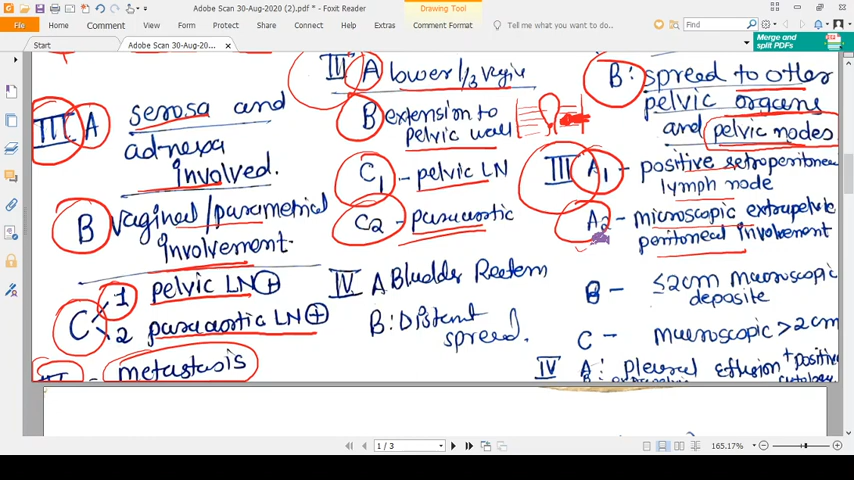 Adobe Scan 30-Aug-2020 (2).pdf * - Foxit Reader
Drawing Tool
File
Home
Comment
View
Form
Protect
Share
Connect
Help
Extras
Comment Format
Tell me what you want to do...
Find
Start
Adobe Scan 30-Aug-20...
Merge and
split PDFs
III A serosa and
adnexa
involved.
B vaginal/parametrial
Involvement.
C 1 pelvic LN +
2 paraaortic LN +
metastasis
III A lower 1/3 vagina
B extension to
pelvic wall
C1 - pelvic LN
C2 - paraaortic
IV A Bladder Rectum
B: Distant
spread.
B: spread to other
pelvic organs
and pelvic nodes
III A1 - positive retroperitonea
lymph node
A2 - microscopic extrapelvic
peritoneal involvement
B - ≤2cm macroscopic
deposite
C - macroscopic >2cm
IV A: pleural effusion + positive
1 / 3
165.17%